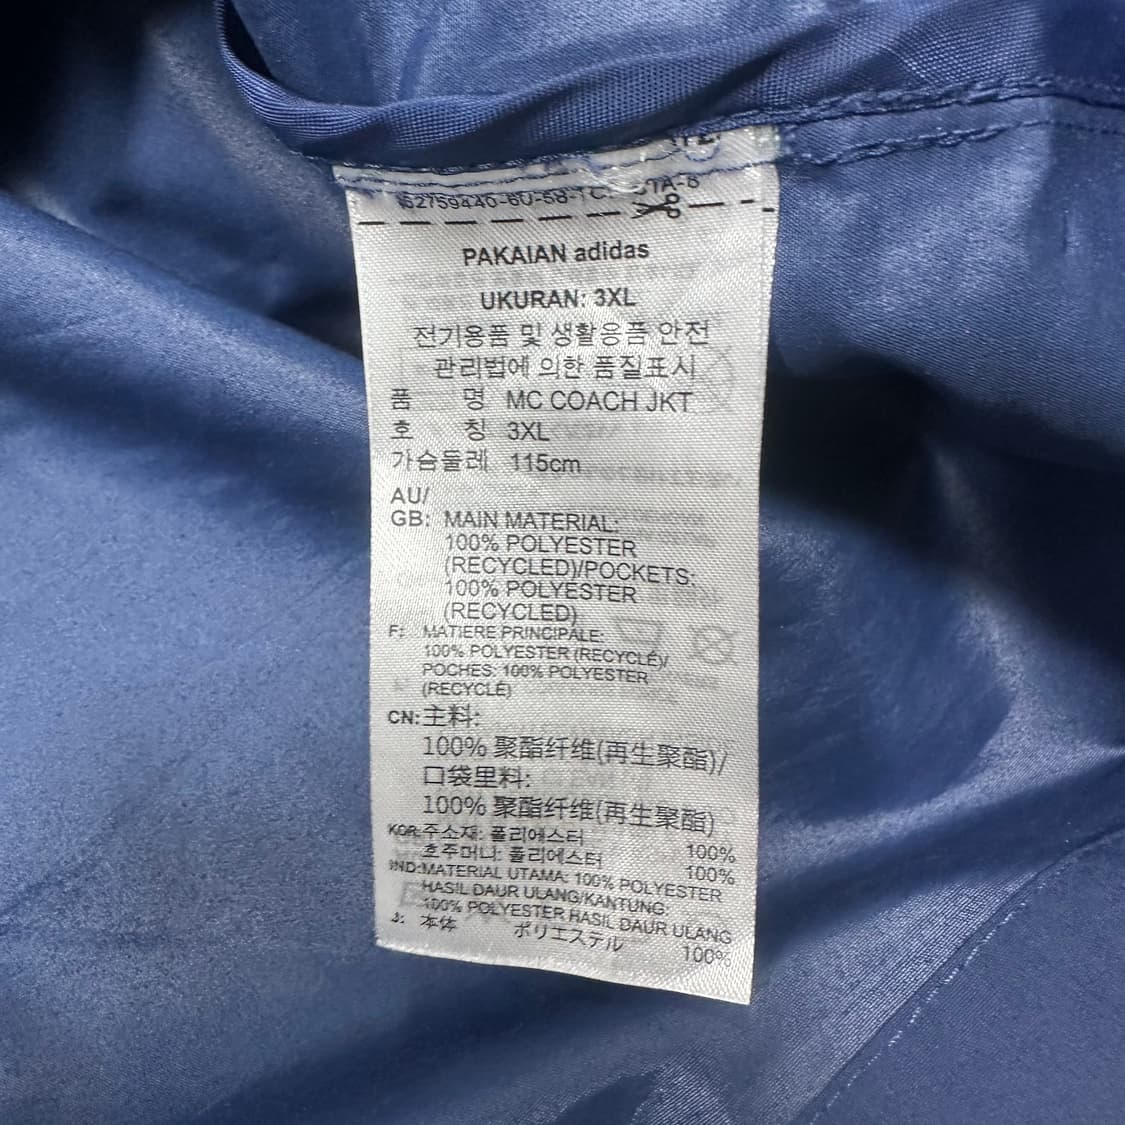 PAKAIAN adidas
UKURAN: 3XL
전기용품 및 생활용품 안전
관리법에 의한 품질표시
품 명 MC COACH JKT
호 칭 3XL
가슴둘레 115cm
AU/
GB: MAIN MATERIAL:
100% POLYESTER
(RECYCLED)/POCKETS:
100% POLYESTER
(RECYCLED)
F: MATIERE PRINCIPALE:
100% POLYESTER (RECYCLÉ)/
POCHES: 100% POLYESTER
(RECYCLÉ)
CN: 主料:
100% 聚酯纤维(再生聚酯)/
口袋里料:
100% 聚酯纤维(再生聚酯)
KOR: 주소재: 폴리에스터 100%
호주머니: 폴리에스터 100%
IND: MATERIAL UTAMA: 100% POLYESTER
HASIL DAUR ULANG/KANTUNG:
100% POLYESTER HASIL DAUR ULANG
J: 本体 ポリエステル 100%